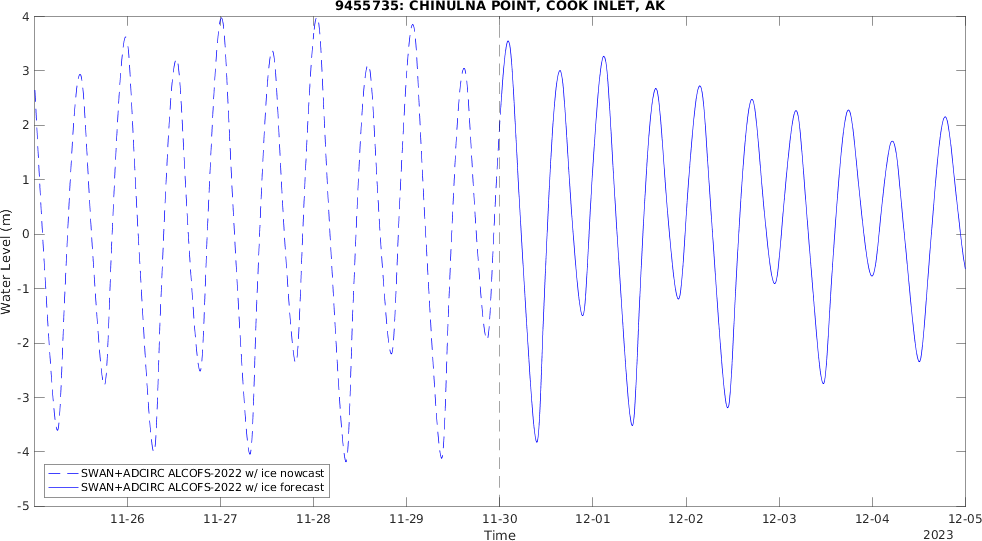 9455735: CHINULNA POINT, COOK INLET, AK
4
3
2
1
0
-1
-2
-3
-4
-5
Water Level (m)
SWAN+ADCIRC ALCOFS-2022 w/ ice nowcast
SWAN+ADCIRC ALCOFS-2022 w/ ice forecast
11-26 11-27 11-28 11-29 11-30 12-01 12-02 12-03 12-04 12-05
Time
2023